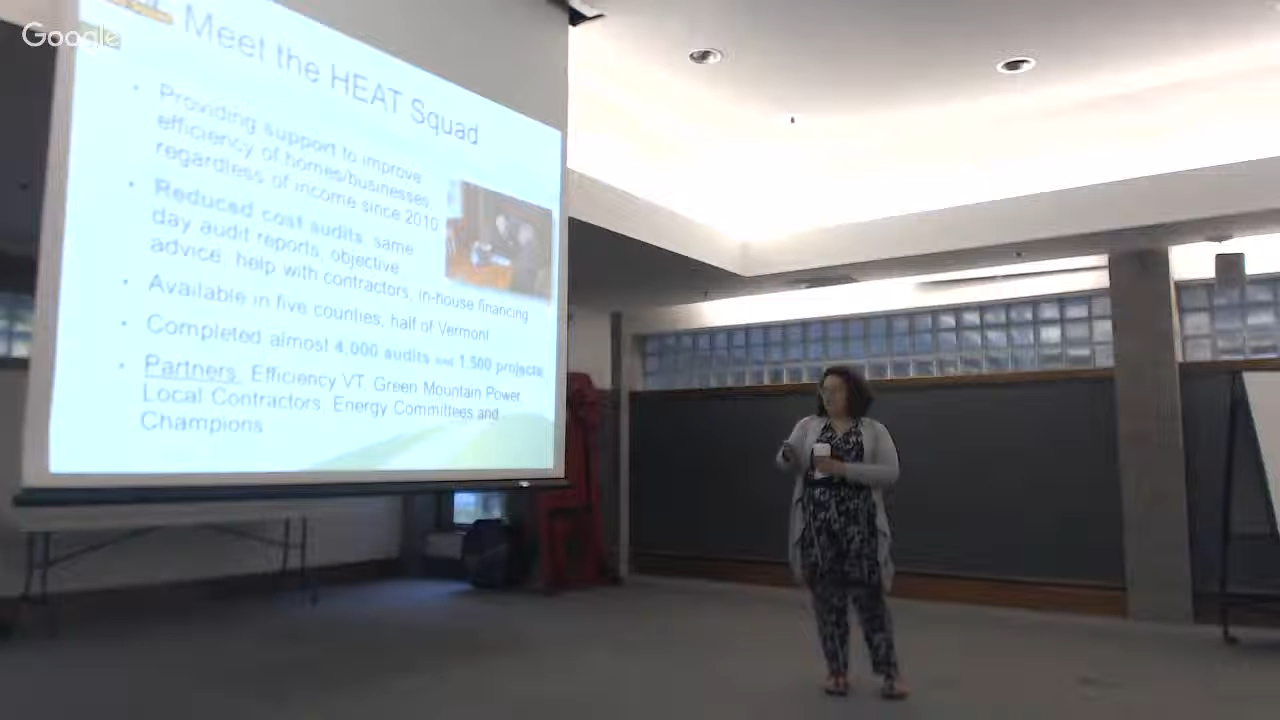 Google
Meet the HEAT Squad
• Providing support to improve
efficiency of homes/businesses
regardless of income since 2010
• Reduced cost audits, same
day audit reports, objective
advice, help with contractors, in-house financing
• Available in five counties, half of Vermont
• Completed almost 4,000 audits and 1,500 projects
• Partners: Efficiency VT, Green Mountain Power,
Local Contractors, Energy Committees and
Champions